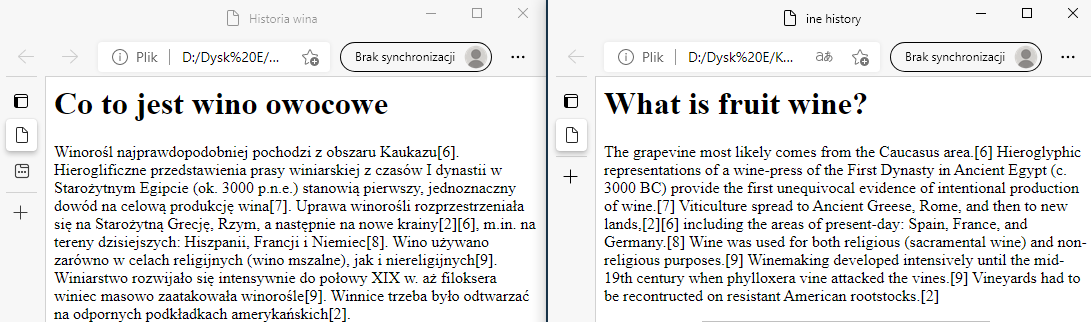 Historia wina
Plik
D:/Dysk%20E/...
Brak synchronizacji
Co to jest wino owocowe
Winorośl najprawdopodobniej pochodzi z obszaru Kaukazu[6].
Hieroglificzne przedstawienia prasy winiarskiej z czasów I dynastii w
Starożytnym Egipcie (ok. 3000 p.n.e.) stanowią pierwszy, jednoznaczny
dowód na celową produkcję wina[7]. Uprawa winorośli rozprzestrzeniała
się na Starożytną Grecję, Rzym, a następnie na nowe krainy[2][6], m.in. na
tereny dzisiejszych: Hiszpanii, Francji i Niemiec[8]. Wino używano
zarówno w celach religijnych (wino mszalne), jak i niereligijnych[9].
Winiarstwo rozwijało się intensywnie do połowy XIX w. aż filoksera
winiec masowo zaatakowała winorośle[9]. Winnice trzeba było odtwarzać
na odpornych podkładkach amerykańskich[2].
ine history
Plik
D:/Dysk%20E/K...
aあ
Brak synchronizacji
What is fruit wine?
The grapevine most likely comes from the Caucasus area.[6] Hieroglyphic
representations of a wine-press of the First Dynasty in Ancient Egypt (c.
3000 BC) provide the first unequivocal evidence of intentional production
of wine.[7] Viticulture spread to Ancient Greese, Rome, and then to new
lands,[2][6] including the areas of present-day: Spain, France, and
Germany.[8] Wine was used for both religious (sacramental wine) and non-
religious purposes.[9] Winemaking developed intensively until the mid-
19th century when phylloxera vine attacked the vines.[9] Vineyards had to
be recontructed on resistant American rootstocks.[2]